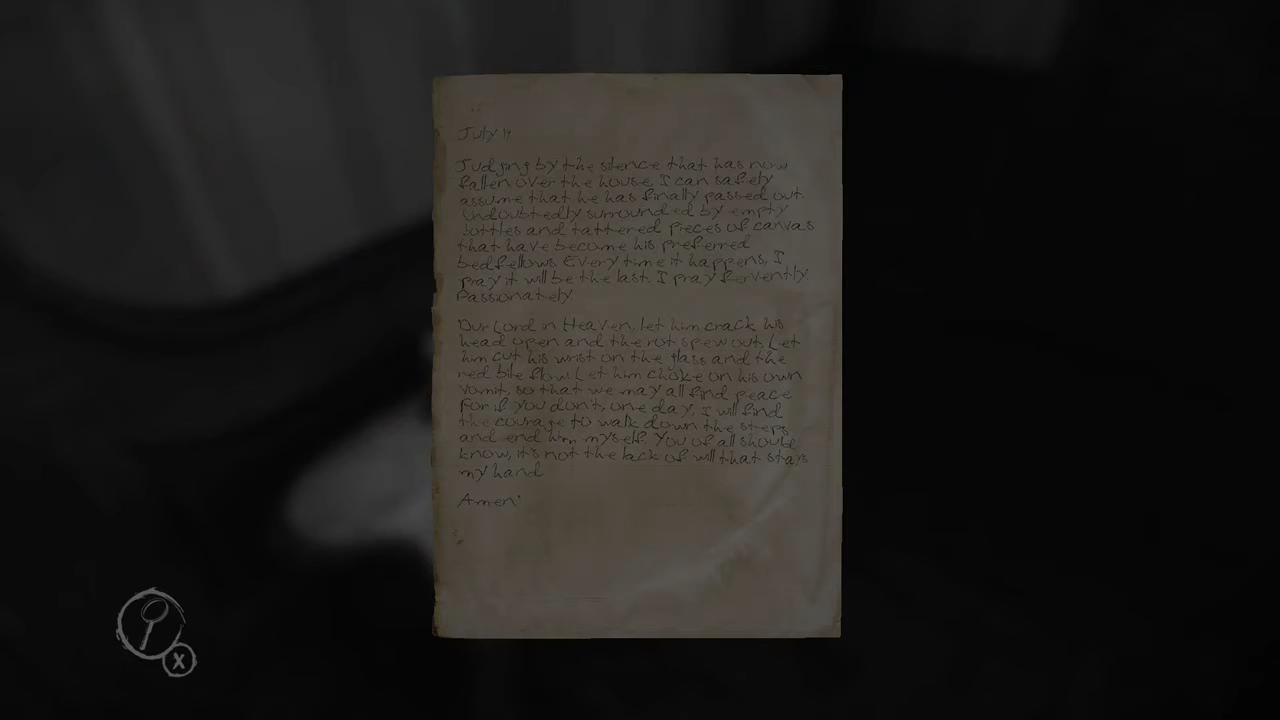 July 14
Judging by the silence that has now
fallen over the house, I can safely
assume that he has finally passed out.
Undoubtedly surrounded by empty
bottles and tattered pieces of canvas
that have become his preferred
bedfellows. Every time it happens, I
pray it will be the last. I pray fervently
Passionately
Our Lord in Heaven, let him crack his
head open and the rot spew out. Let
him cut his wrist on the glass and the
red bile flow. Let him choke on his own
vomit, so that we may all find peace
For if you don't, one day, I will find
the courage to walk down the steps
and end him myself. You of all should
know, it's not the lack of will that stays
my hand
Amen
X